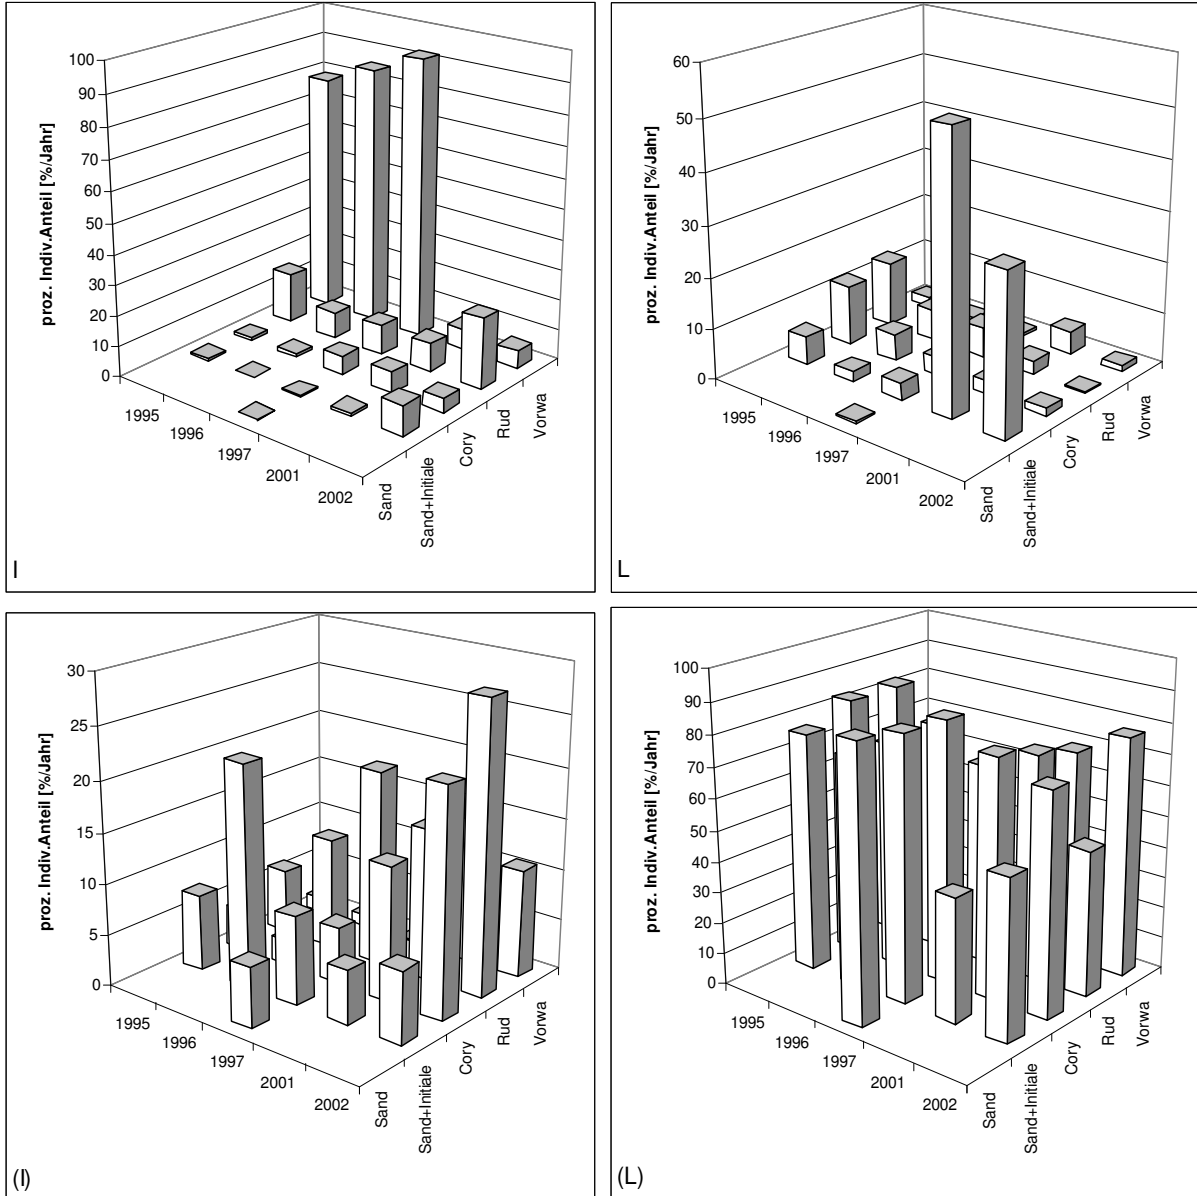 proz. Indiv.Anteil [%/Jahr]
100
90
80
70
60
50
40
30
20
10
0
1995
1996
1997
2001
2002
Sand
Sand+Initiale
Cory
Rud
Vorwa
I
proz. Indiv.Anteil [%/Jahr]
60
50
40
30
20
10
0
1995
1996
1997
2001
2002
Sand
Sand+Initiale
Cory
Rud
Vorwa
L
proz. Indiv.Anteil [%/Jahr]
30
25
20
15
10
5
0
1995
1996
1997
2001
2002
Sand
Sand+Initiale
Cory
Rud
Vorwa
(I)
proz. Indiv.Anteil [%/Jahr]
100
90
80
70
60
50
40
30
20
10
0
1995
1996
1997
2001
2002
Sand
Sand+Initiale
Cory
Rud
Vorwa
(L)